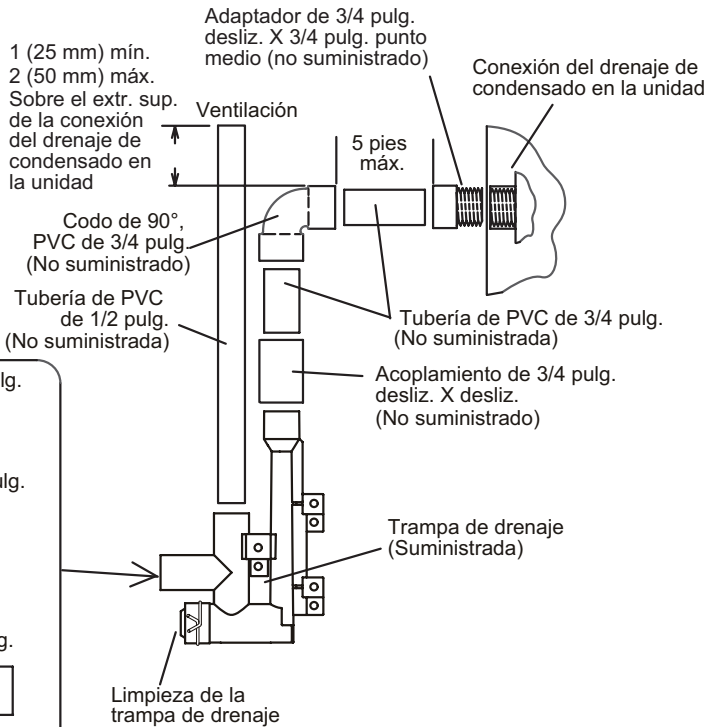 Adaptador de 3/4 pulg.
desliz. X 3/4 pulg. punto
medio (no suministrado)
1 (25 mm) mín.
2 (50 mm) máx.
Sobre el extr. sup.
de la conexión
del drenaje de
condensado en
la unidad
Ventilación
5 pies
máx.
Conexión del drenaje de
condensado en la unidad
Codo de 90°,
PVC de 3/4 pulg.
(No suministrado)
Tubería de PVC
de 1/2 pulg.
(No suministrada)
Tubería de PVC de 3/4 pulg.
(No suministrada)
Acoplamiento de 3/4 pulg.
desliz. X desliz.
(No suministrado)
Trampa de drenaje
(Suministrada)
Limpieza de la
trampa de drenaje